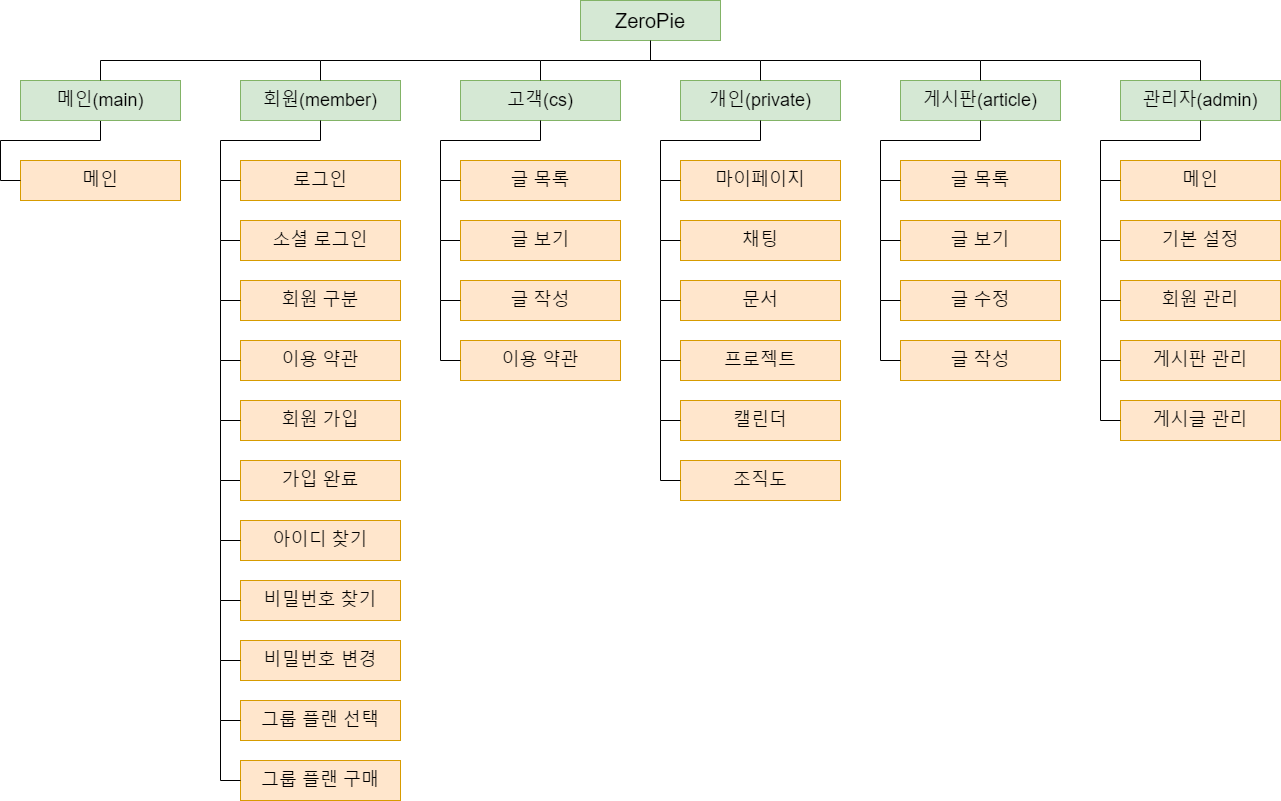 ZeroPie
메인(main)
메인
회원(member)
로그인
소셜 로그인
회원 구분
이용 약관
회원 가입
가입 완료
아이디 찾기
비밀번호 찾기
비밀번호 변경
그룹 플랜 선택
그룹 플랜 구매
고객(cs)
글 목록
글 보기
글 작성
이용 약관
개인(private)
마이페이지
채팅
문서
프로젝트
캘린더
조직도
게시판(article)
글 목록
글 보기
글 수정
글 작성
관리자(admin)
메인
기본 설정
회원 관리
게시판 관리
게시글 관리